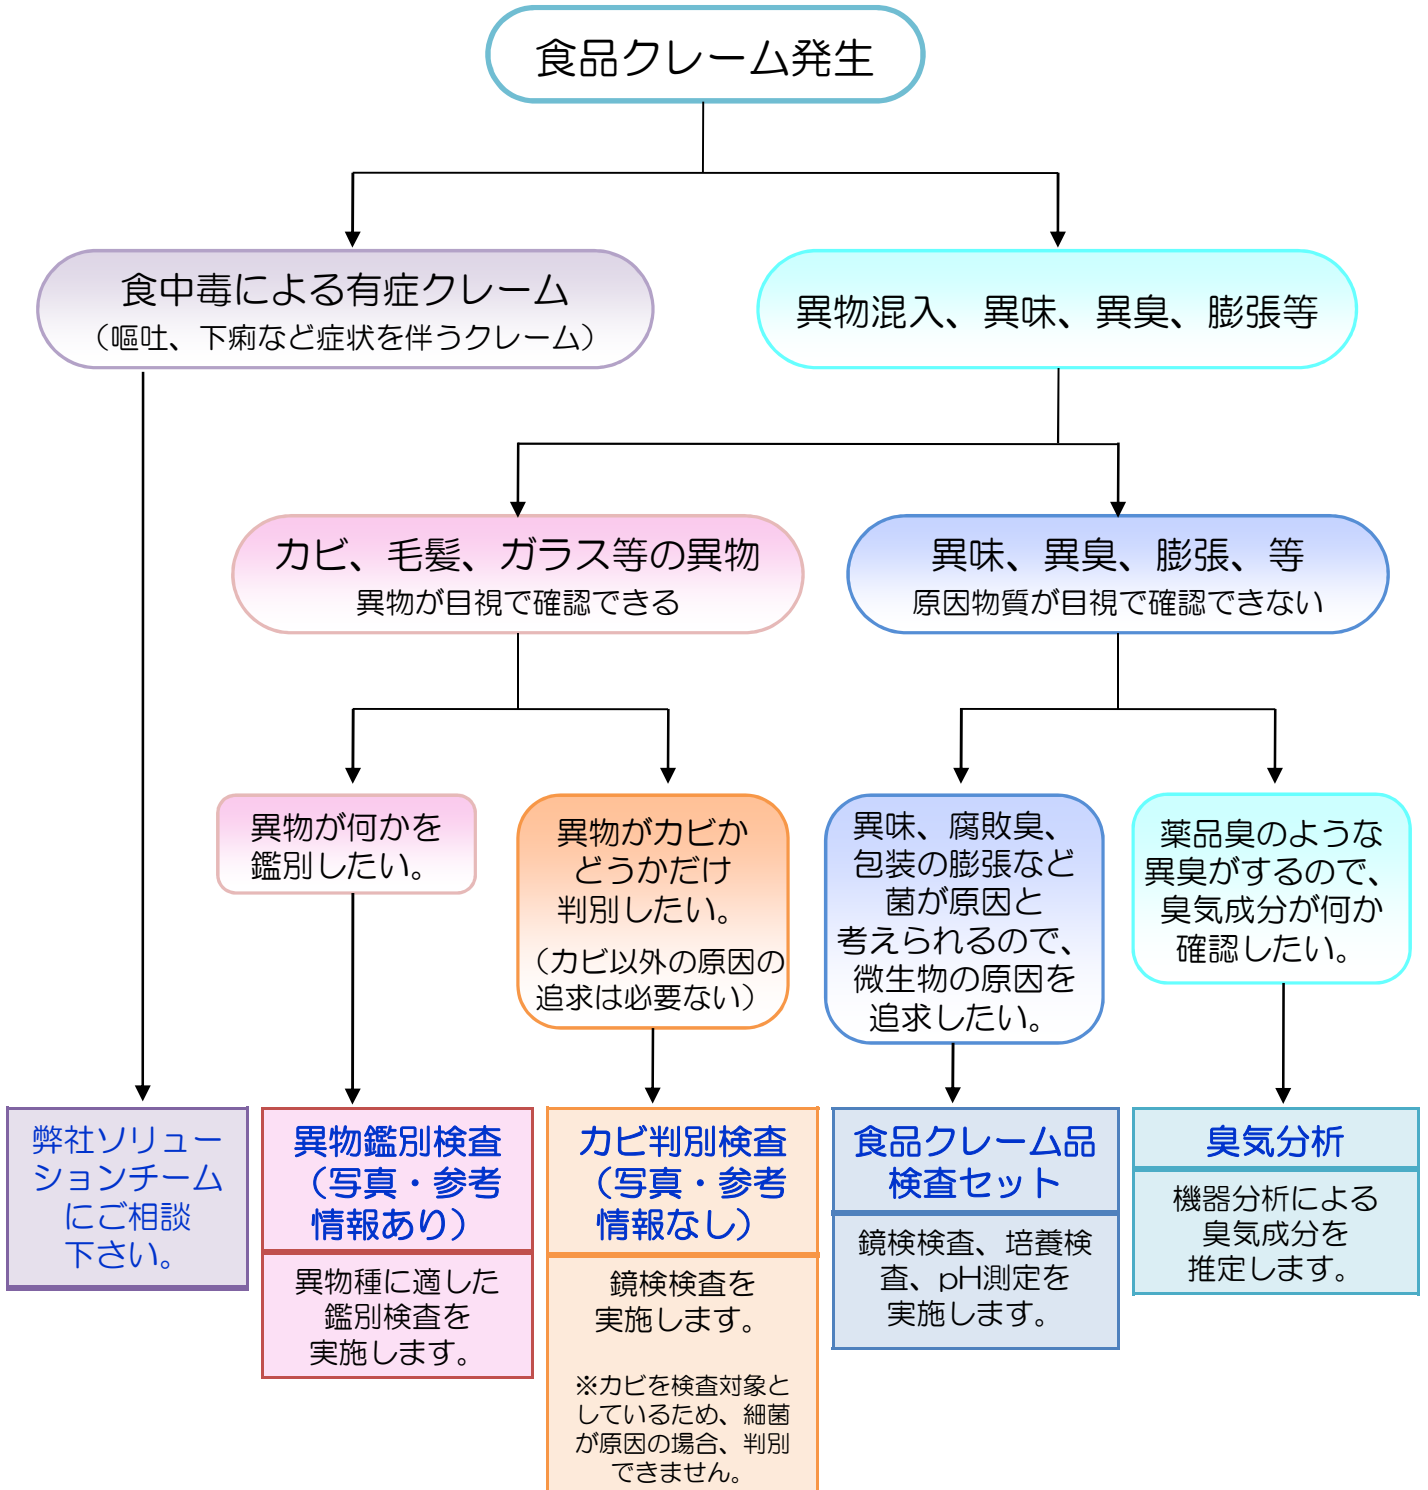 食品クレーム発生
食中毒による有症クレーム
（嘔吐、下痢など症状を伴うクレーム）
異物混入、異味、異臭、膨張等
カビ、毛髪、ガラス等の異物
異物が目視で確認できる
異味、異臭、膨張、等
原因物質が目視で確認できない
異物が何かを
鑑別したい。
異物がカビか
どうかだけ
判別したい。
（カビ以外の原因の
追求は必要ない）
異味、腐敗臭、
包装の膨張など
菌が原因と
考えられるので、
微生物の原因を
追求したい。
薬品臭のような
異臭がするので、
臭気成分が何か
確認したい。
弊社ソリュー
ションチーム
にご相談
下さい。
異物鑑別検査
（写真・参考
情報あり）
異物種に適した
鑑別検査を
実施します。
カビ判別検査
（写真・参考
情報なし）
鏡検検査を
実施します。
※カビを検査対象と
しているため、細菌
が原因の場合、判別
できません。
食品クレーム品
検査セット
鏡検検査、培養検
査、pH測定を
実施します。
臭気分析
機器分析による
臭気成分を
推定します。